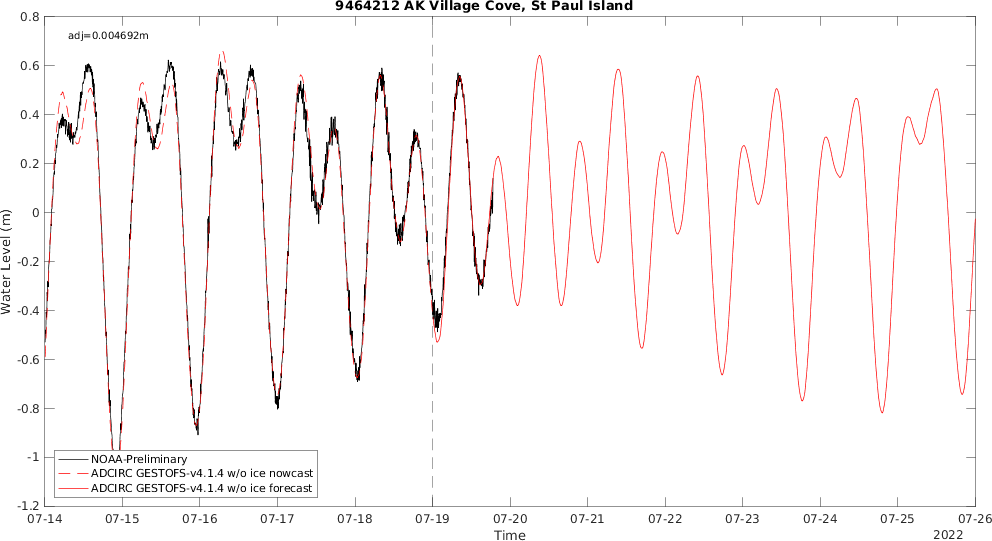 9464212 AK Village Cove, St Paul Island
adj=0.004692m
Water Level (m)
0.8
0.6
0.4
0.2
0
-0.2
-0.4
-0.6
-0.8
-1
-1.2
NOAA-Preliminary
ADCIRC GESTOFS-v4.1.4 w/o ice nowcast
ADCIRC GESTOFS-v4.1.4 w/o ice forecast
07-14 07-15 07-16 07-17 07-18 07-19 07-20 07-21 07-22 07-23 07-24 07-25 07-26
Time
2022